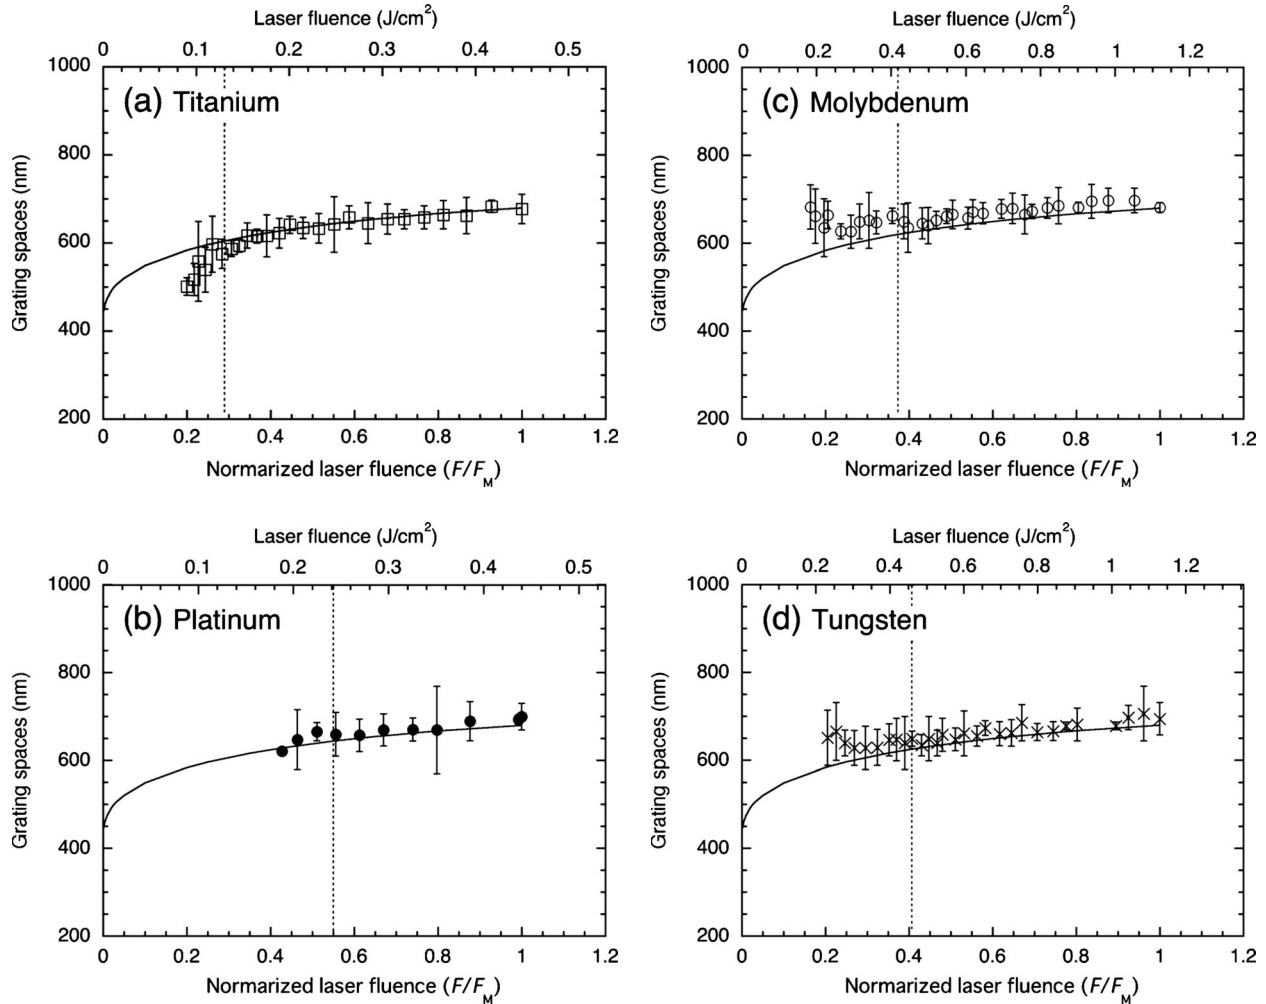 Laser fluence (J/cm2)
0 0.1 0.2 0.3 0.4 0.5
(a) Titanium
Grating spaces (nm)
1000
800
600
400
200
0 0.2 0.4 0.6 0.8 1 1.2
Normarized laser fluence (F/FM)
Laser fluence (J/cm2)
0 0.2 0.4 0.6 0.8 1 1.2
(c) Molybdenum
Grating spaces (nm)
1000
800
600
400
200
0 0.2 0.4 0.6 0.8 1 1.2
Normarized laser fluence (F/FM)
Laser fluence (J/cm2)
0 0.1 0.2 0.3 0.4 0.5
(b) Platinum
Grating spaces (nm)
1000
800
600
400
200
0 0.2 0.4 0.6 0.8 1 1.2
Normarized laser fluence (F/FM)
Laser fluence (J/cm2)
0 0.2 0.4 0.6 0.8 1 1.2
(d) Tungsten
Grating spaces (nm)
1000
800
600
400
200
0 0.2 0.4 0.6 0.8 1 1.2
Normarized laser fluence (F/FM)